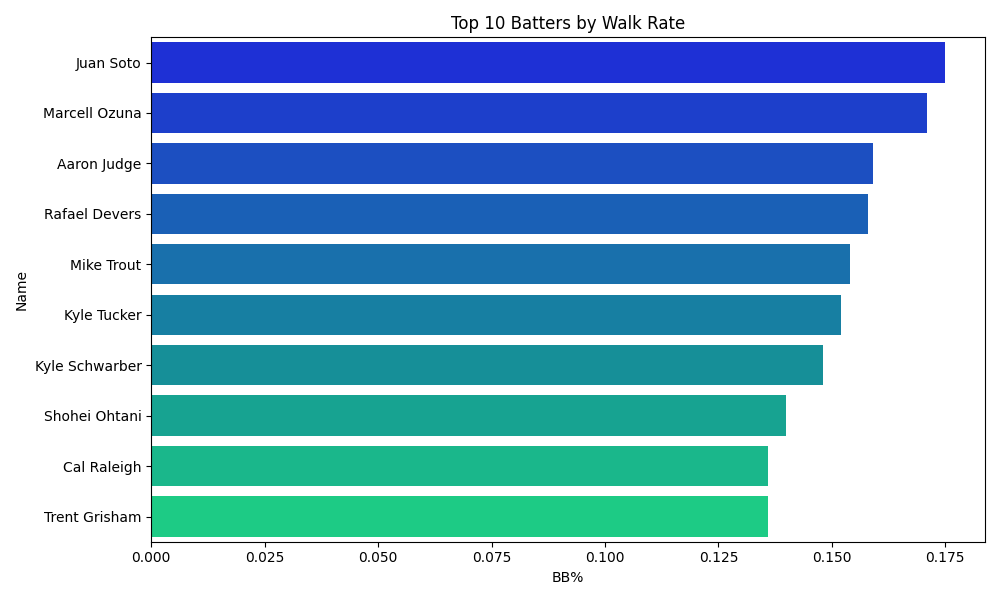 Top 10 Batters by Walk Rate
Name
Juan Soto
Marcell Ozuna
Aaron Judge
Rafael Devers
Mike Trout
Kyle Tucker
Kyle Schwarber
Shohei Ohtani
Cal Raleigh
Trent Grisham
0.000 0.025 0.050 0.075 0.100 0.125 0.150 0.175
BB%